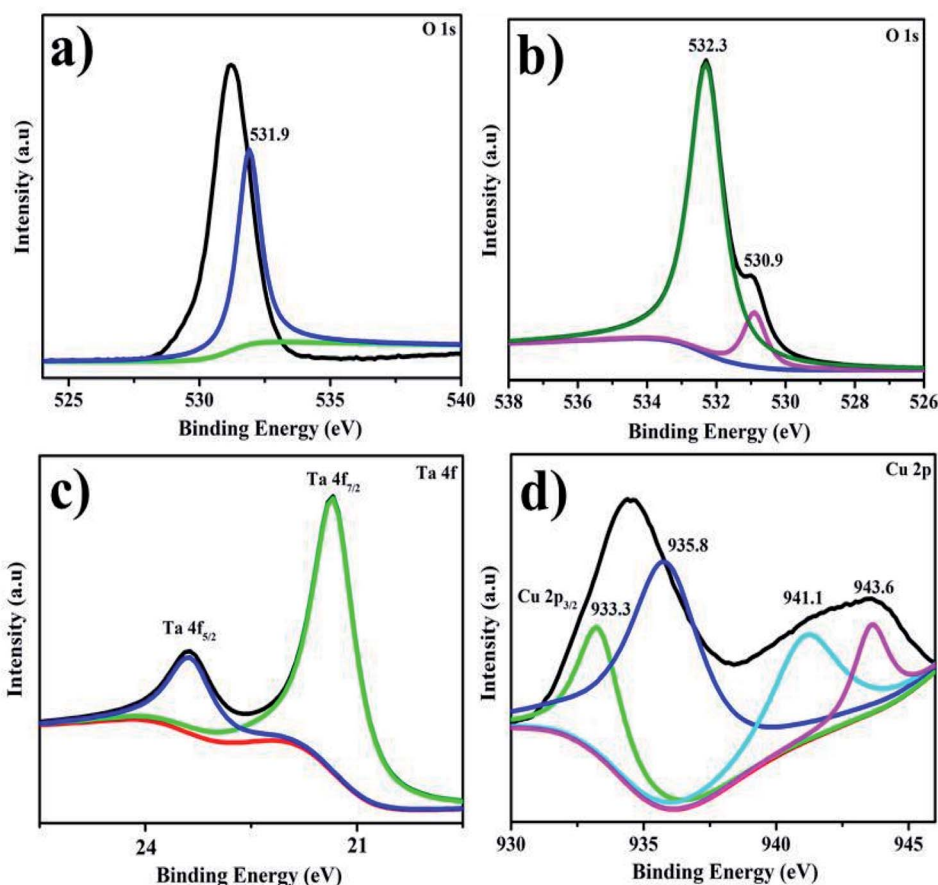 a)
O 1s
531.9
Intensity (a.u)
525 530 535 540
Binding Energy (eV)
b)
O 1s
532.3
530.9
Intensity (a.u)
538 536 534 532 530 528 526
Binding Energy (eV)
c)
Ta 4f7/2
Ta 4f
Ta 4f5/2
Intensity (a.u)
24 21
Binding Energy (eV)
d)
Cu 2p
935.8
Cu 2p3/2
933.3
941.1
943.6
Intensity (a.u)
930 935 940 945
Binding Energy (eV)